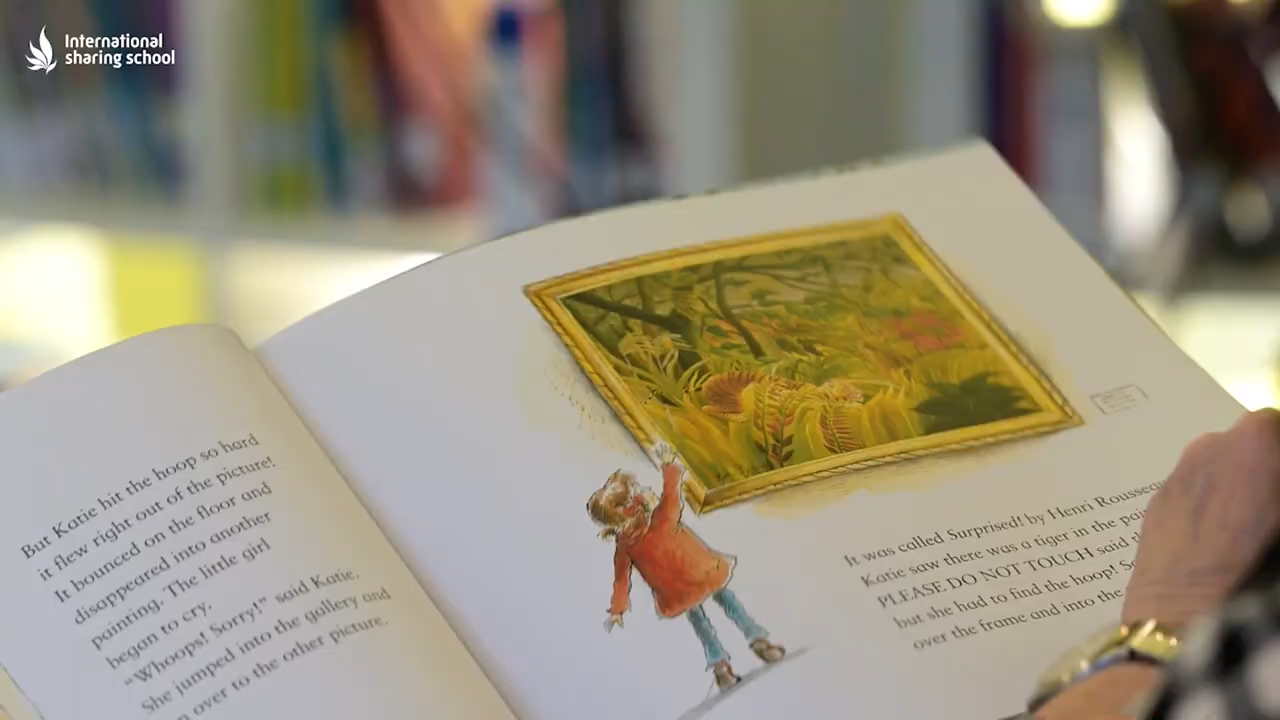 International
sharing school
But Katie hit the hoop so hard
it flew right out of the picture!
It bounced on the floor and
disappeared into another
painting. The little girl
began to cry.
"Whoops! Sorry!" said Katie.
She jumped into the gallery and
over to the other picture.
It was called Surprised! by Henri
Katie saw there was a tiger in the
PLEASE DO NOT TOUCH said
but she had to find the hoop!
over the frame and into the